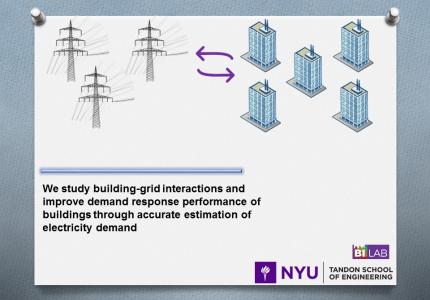 We study building-grid interactions and
improve demand response performance of
buildings through accurate estimation of
electricity demand
BI LAB
NYU
TANDON SCHOOL
OF ENGINEERING